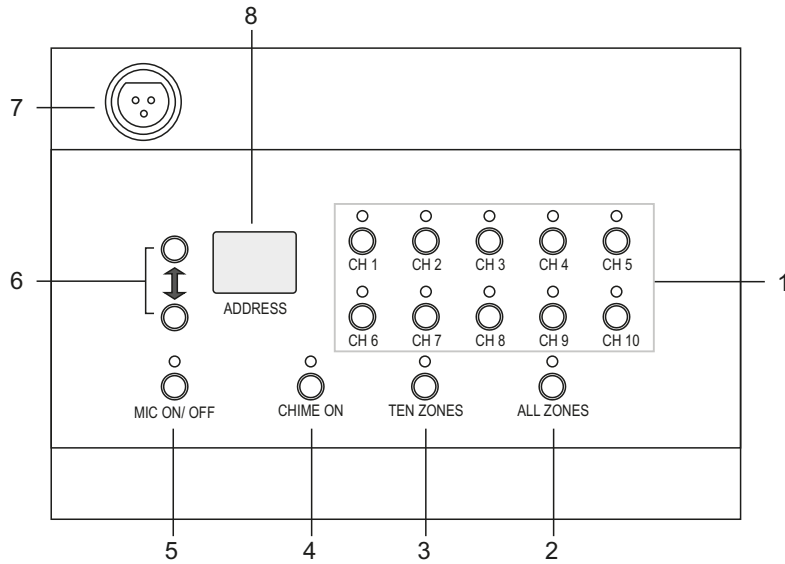 8
7
CH 1 CH 2 CH 3 CH 4 CH 5
1
6
ADDRESS
CH 6 CH 7 CH 8 CH 9 CH 10
MIC ON/ OFF CHIME ON TEN ZONES ALL ZONES
5 4 3 2